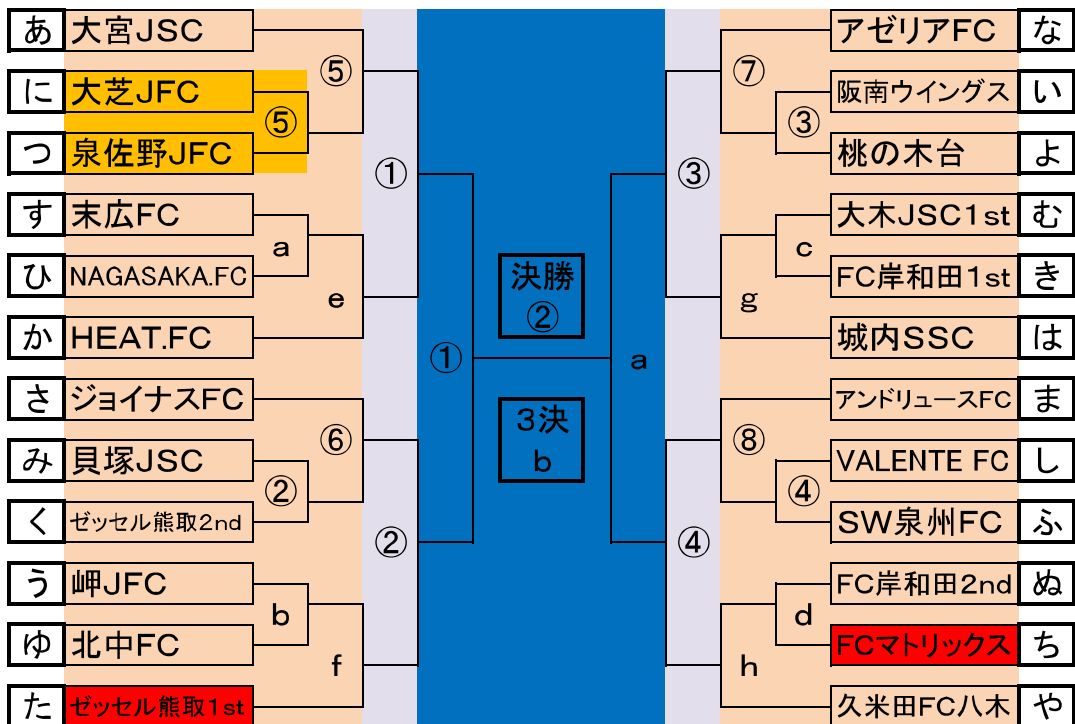 あ 大宮JSC
⑤
に 大芝JFC
⑤
つ 泉佐野JFC
①
す 末広FC
a
ひ NAGASAKA.FC
e
か HEAT.FC
①
さ ジョイナスFC
⑥
み 貝塚JSC
②
く ゼッセル熊取2nd
②
う 岬JFC
b
ゆ 北中FC
f
た ゼッセル熊取1st
決勝
②
3決
b
a
アゼリアFC な
⑦
阪南ウイングス い
③
桃の木台 よ
③
大木JSC1st む
c
FC岸和田1st き
g
城内SSC は
アンドリュースFC ま
⑧
VALENTE FC し
④
SW泉州FC ふ
④
FC岸和田2nd ぬ
d
FCマトリックス ち
h
久米田FC八木 や